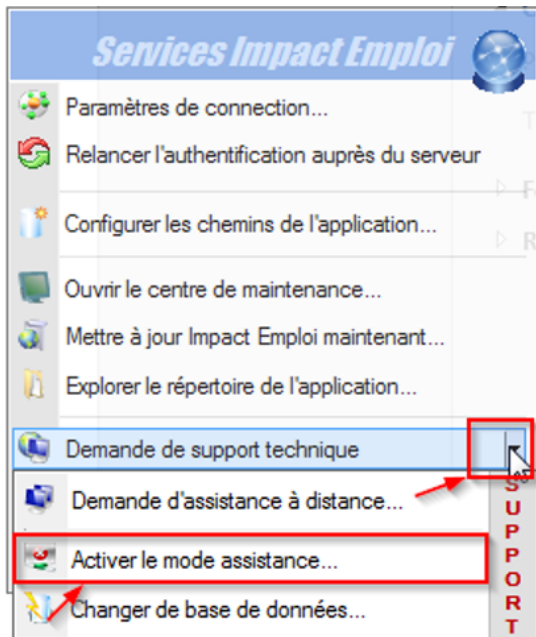 Services Impact Emploi
Paramètres de connection...
Relancer l'authentification auprès du serveur
Configurer les chemins de l'application...
Ouvrir le centre de maintenance...
Mettre à jour Impact Emploi maintenant...
Explorer le répertoire de l'application...
Demande de support technique
Demande d'assistance à distance...
Activer le mode assistance...
Changer de base de données...
SUPPORT